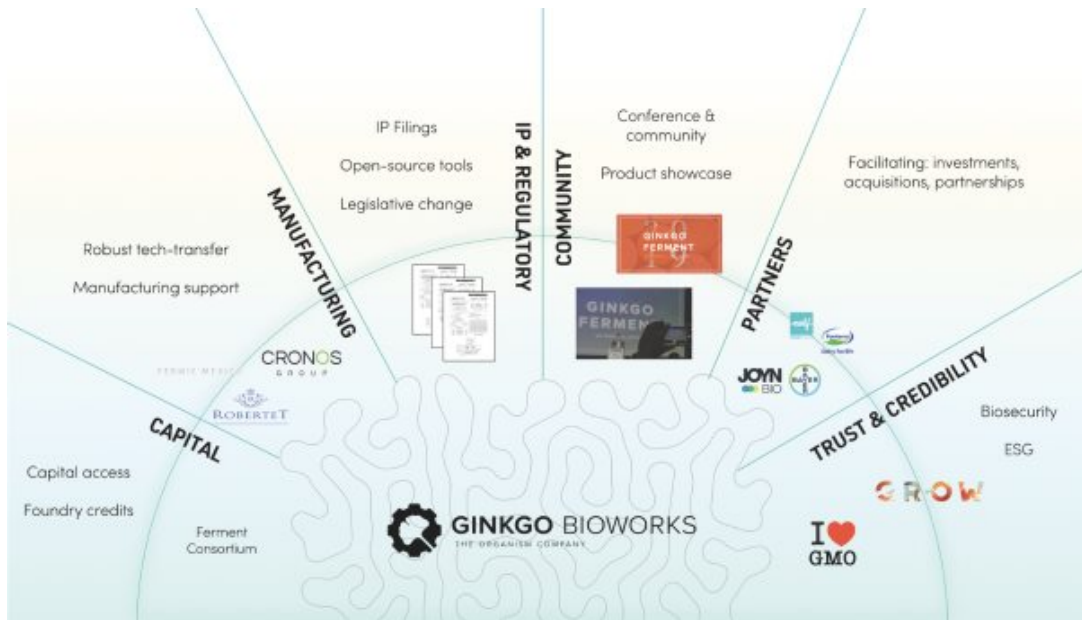 IP Filings
Open-source tools
Legislative change
IP & REGULATORY
COMMUNITY
Conference &
community
Product showcase
GINKGO
FERMENT
GINKGO
Facilitating: investments,
acquisitions, partnerships
MANUFACTURING
Robust tech-transfer
Manufacturing support
CRONOS
GROUP
ROBERTET
PARTNERS
JOYN
BIO
BAYER
TRUST & CREDIBILITY
Biosecurity
ESG
GROW
I
GMO
CAPITAL
Capital access
Foundry credits
Ferment
Consortium
GINKGO BIOWORKS
THE ORGANISM COMPANY